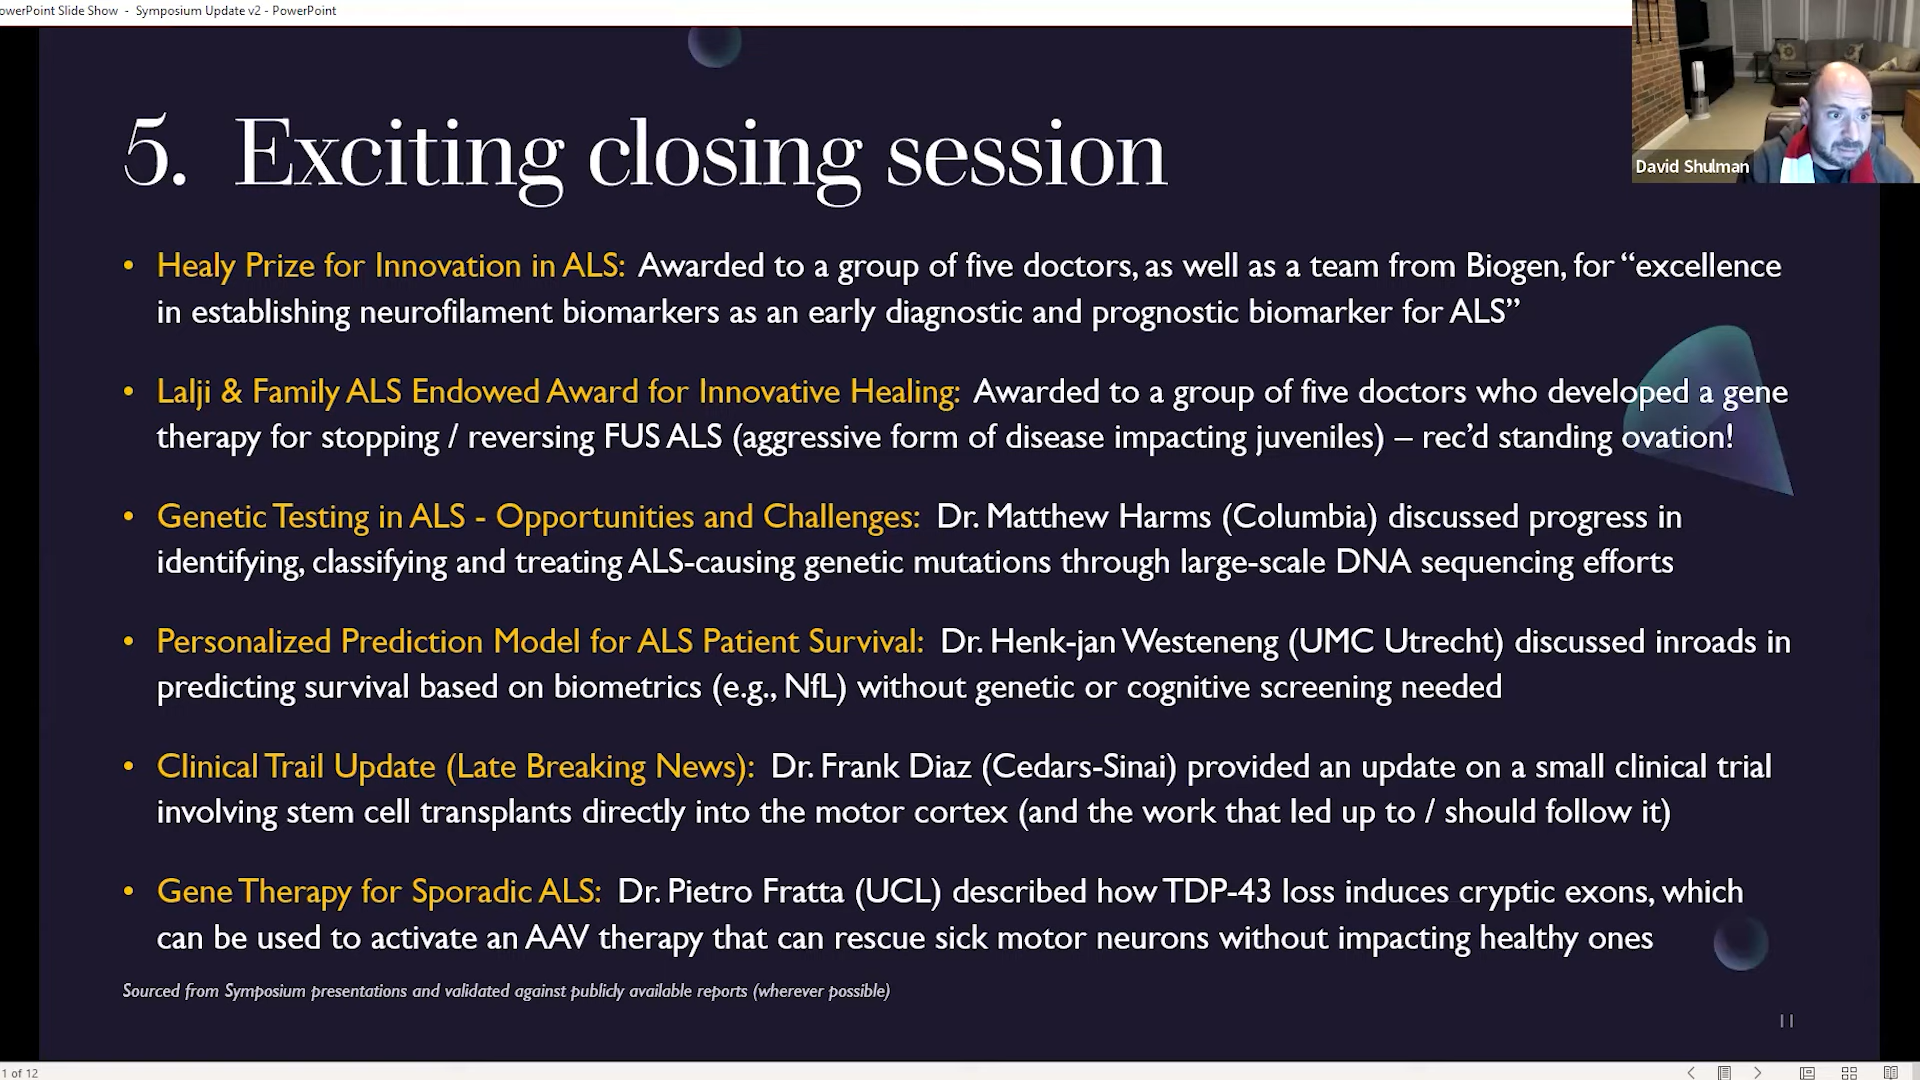 owerPoint Slide Show - Symposium Update v2 - PowerPoint
David Shulman
5. Exciting closing session
• Healy Prize for Innovation in ALS: Awarded to a group of five doctors, as well as a team from Biogen, for “excellence
in establishing neurofilament biomarkers as an early diagnostic and prognostic biomarker for ALS”
• Lalji & Family ALS Endowed Award for Innovative Healing: Awarded to a group of five doctors who developed a gene
therapy for stopping / reversing FUS ALS (aggressive form of disease impacting juveniles) – rec’d standing ovation!
• Genetic Testing in ALS - Opportunities and Challenges: Dr. Matthew Harms (Columbia) discussed progress in
identifying, classifying and treating ALS-causing genetic mutations through large-scale DNA sequencing efforts
• Personalized Prediction Model for ALS Patient Survival: Dr. Henk-jan Westeneng (UMC Utrecht) discussed inroads in
predicting survival based on biometrics (e.g., NfL) without genetic or cognitive screening needed
• Clinical Trail Update (Late Breaking News): Dr. Frank Diaz (Cedars-Sinai) provided an update on a small clinical trial
involving stem cell transplants directly into the motor cortex (and the work that led up to / should follow it)
• Gene Therapy for Sporadic ALS: Dr. Pietro Fratta (UCL) described how TDP-43 loss induces cryptic exons, which
can be used to activate an AAV therapy that can rescue sick motor neurons without impacting healthy ones
Sourced from Symposium presentations and validated against publicly available reports (wherever possible)
11
1 of 12